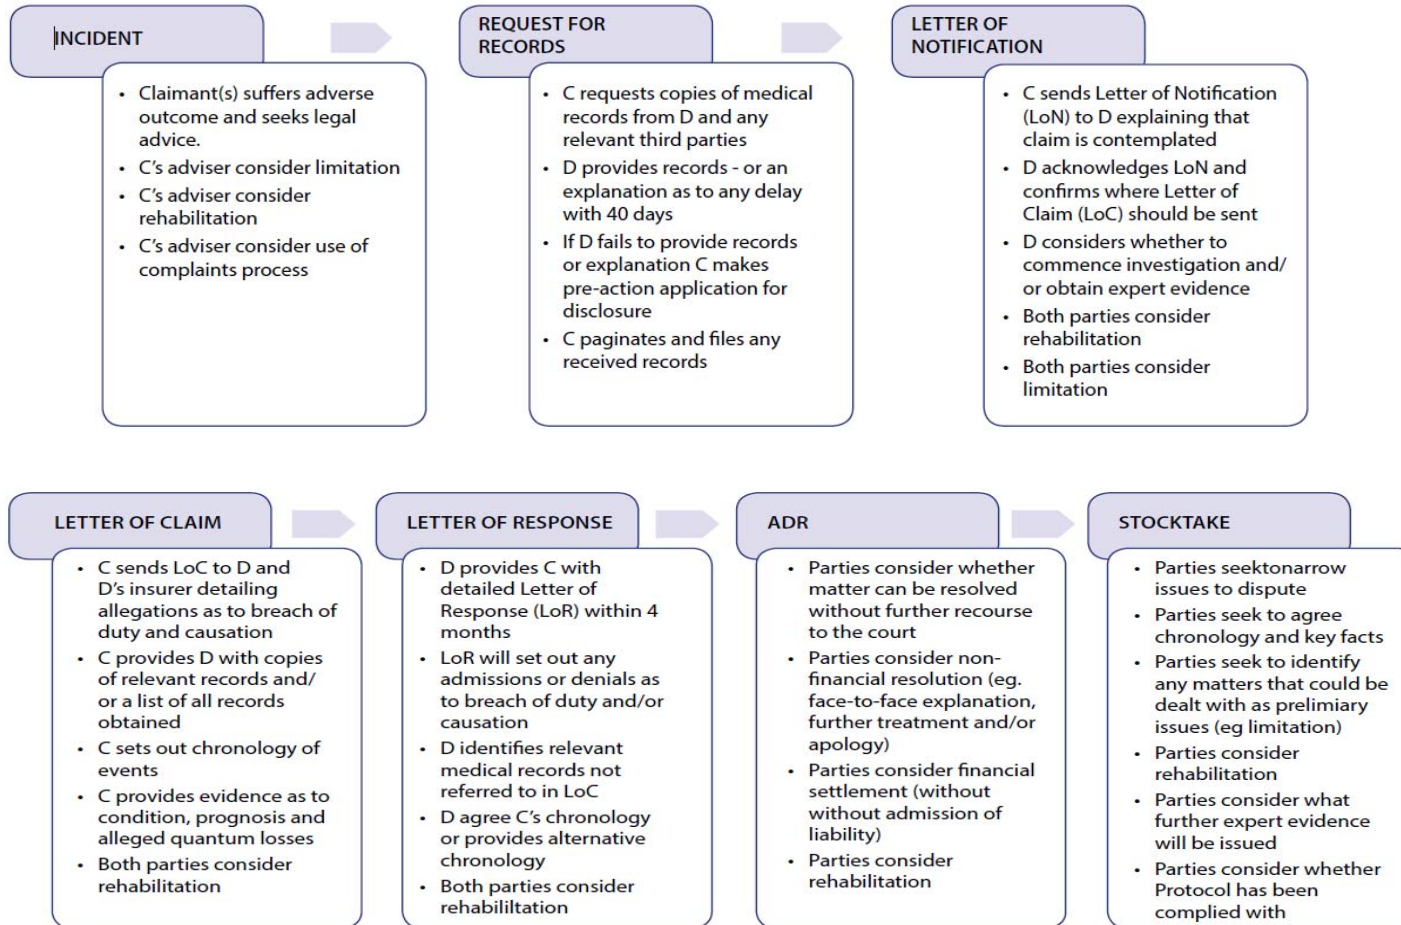 INCIDENT
• Claimant(s) suffers adverse
outcome and seeks legal
advice.
• C’s adviser consider limitation
• C’s adviser consider
rehabilitation
• C’s adviser consider use of
complaints process
REQUEST FOR
RECORDS
• C requests copies of medical
records from D and any
relevant third parties
• D provides records - or an
explanation as to any delay
with 40 days
• If D fails to provide records
or explanation C makes
pre-action application for
disclosure
• C paginates and files any
received records
LETTER OF
NOTIFICATION
• C sends Letter of Notification
(LoN) to D explaining that
claim is contemplated
• D acknowledges LoN and
confirms where Letter of
Claim (LoC) should be sent
• D considers whether to
commence investigation and/
or obtain expert evidence
• Both parties consider
rehabilitation
• Both parties consider
limitation
LETTER OF CLAIM
• C sends LoC to D and
D’s insurer detailing
allegations as to breach of
duty and causation
• C provides D with copies
of relevant records and/
or a list of all records
obtained
• C sets out chronology of
events
• C provides evidence as to
condition, prognosis and
alleged quantum losses
• Both parties consider
rehabilitation
LETTER OF RESPONSE
• D provides C with
detailed Letter of
Response (LoR) within 4
months
• LoR will set out any
admissions or denials as
to breach of duty and/or
causation
• D identifies relevant
medical records not
referred to in LoC
• D agree C’s chronology
or provides alternative
chronology
• Both parties consider
rehabililtation
ADR
• Parties consider whether
matter can be resolved
without further recourse
to the court
• Parties consider non-
financial resolution (eg.
face-to-face explanation,
further treatment and/or
apology)
• Parties consider financial
settlement (without
without admission of
liability)
• Parties consider
rehabilitation
STOCKTAKE
• Parties seektonarrow
issues to dispute
• Parties seek to agree
chronology and key facts
• Parties seek to identify
any matters that could be
dealt with as prelimiary
issues (eg limitation)
• Parties consider
rehabilitation
• Parties consider what
further expert evidence
will be issued
• Parties consider whether
Protocol has been
complied with